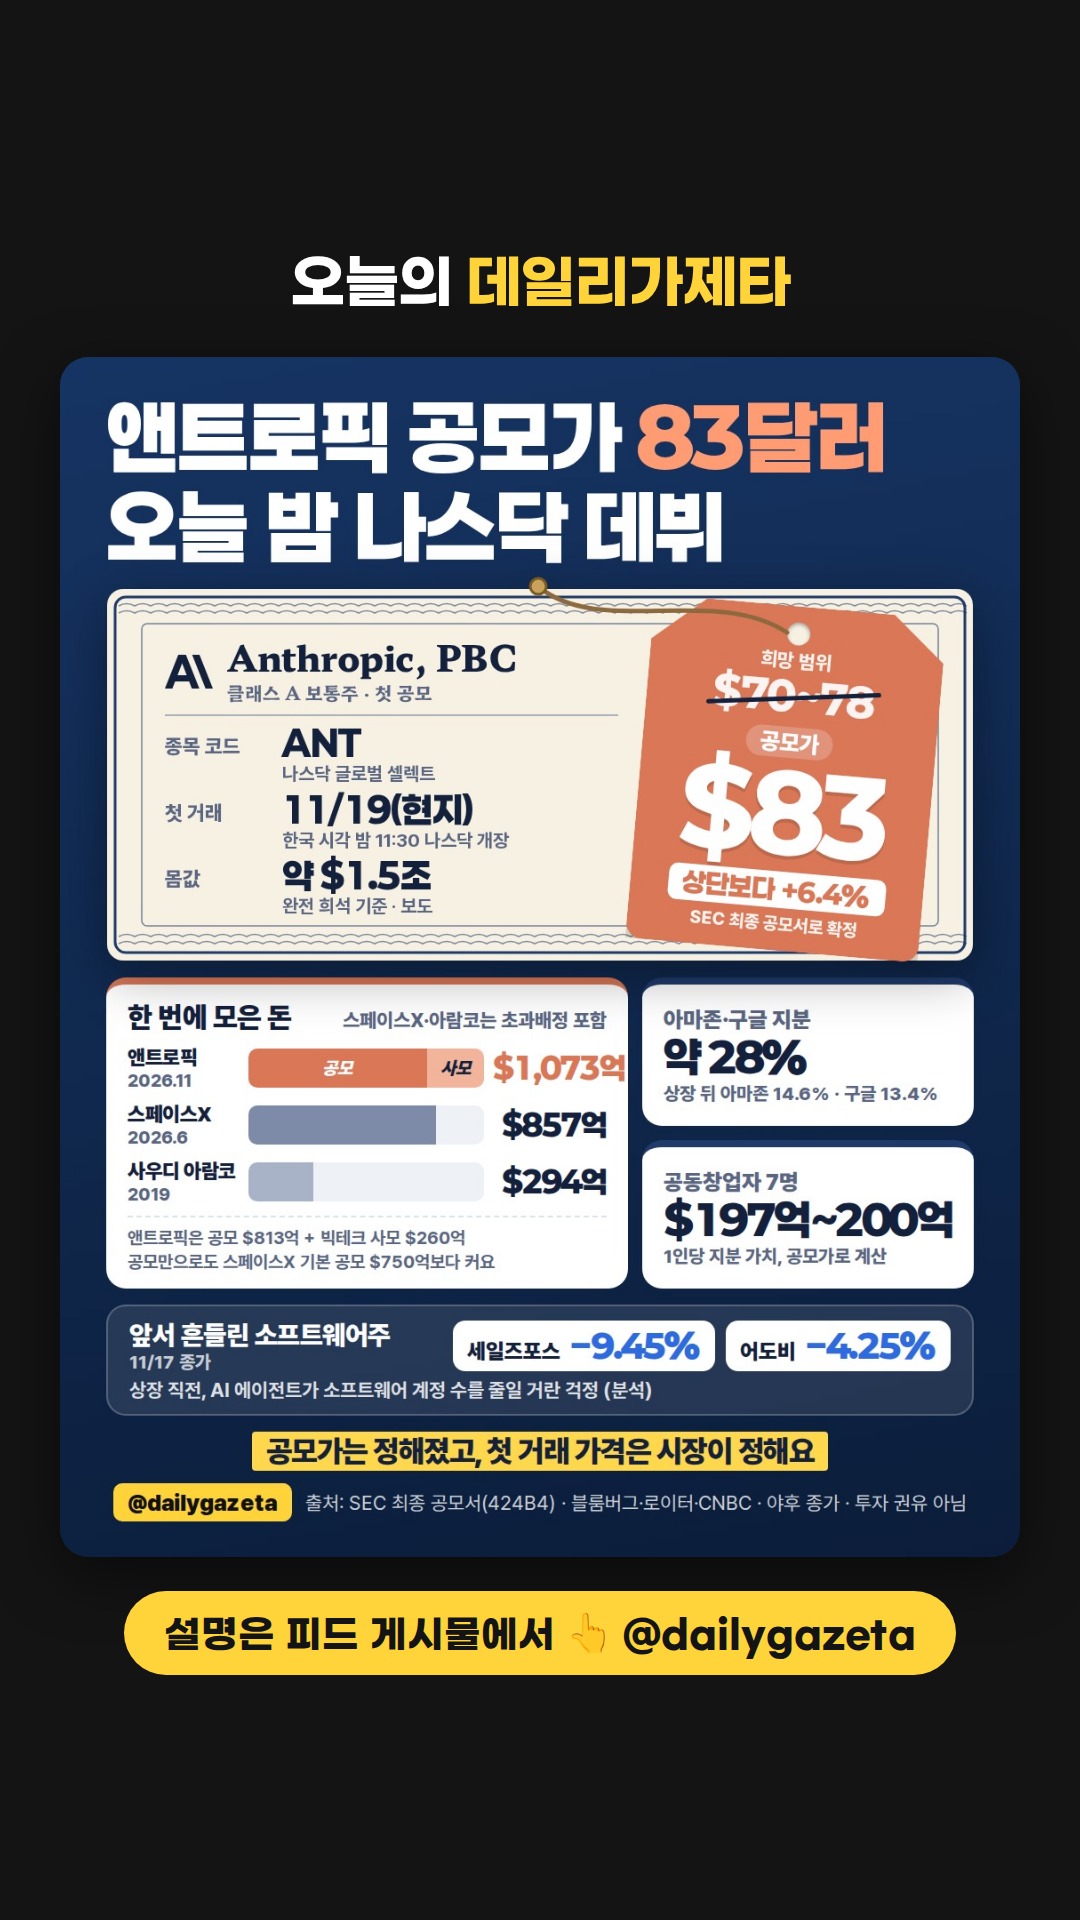 오늘의 데일리가제타
앤트로픽 공모가 83달러
오늘 밤 나스닥 데뷔
Anthropic, PBC
클래스 A 보통주 · 첫 공모
종목 코드
ANT
나스닥 글로벌 셀렉트
첫 거래
11/19(현지)
한국 시각 밤 11:30 나스닥 개장
몸값
약 $1.5조
완전 희석 기준 · 보도
희망 범위
$70~78
공모가
$83
상단보다 +6.4%
SEC 최종 공모서로 확정
한 번에 모은 돈
스페이스X·아람코는 초과배정 포함
앤트로픽
2026.11
공모
사모
$1,073억
스페이스X
2026.6
$857억
사우디 아람코
2019
$294억
앤트로픽은 공모 $813억 + 빅테크 사모 $260억
공모만으로도 스페이스X 기본 공모 $750억보다 커요
아마존·구글 지분
약 28%
상장 뒤 아마존 14.6% · 구글 13.4%
공동창업자 7명
$197억~200억
1인당 지분 가치, 공모가로 계산
앞서 흔들린 소프트웨어주
11/17 종가
세일즈포스 −9.45%
어도비 −4.25%
상장 직전, AI 에이전트가 소프트웨어 계정 수를 줄일 거란 걱정 (분석)
공모가는 정해졌고, 첫 거래 가격은 시장이 정해요
@dailygazeta
출처: SEC 최종 공모서(424B4) · 블룸버그·로이터·CNBC · 야후 종가 · 투자 권유 아님
설명은 피드 게시물에서 👆 @dailygazeta